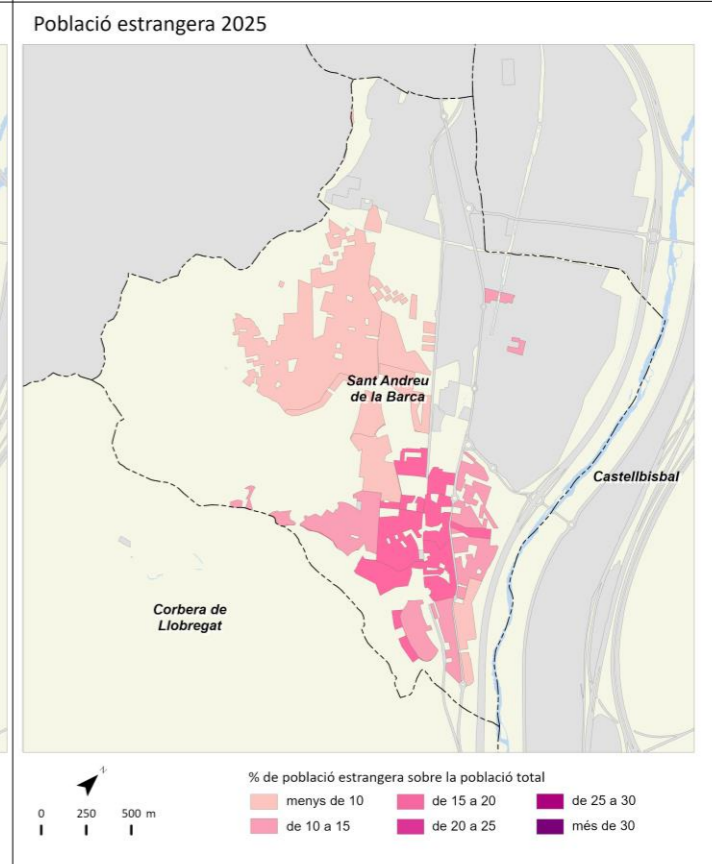 Població estrangera 2025
Sant Andreu
de la Barca
Castellbisbal
Corbera de
Llobregat
N
0 250 500 m
% de població estrangera sobre la població total
menys de 10
de 15 a 20
de 25 a 30
de 10 a 15
de 20 a 25
més de 30